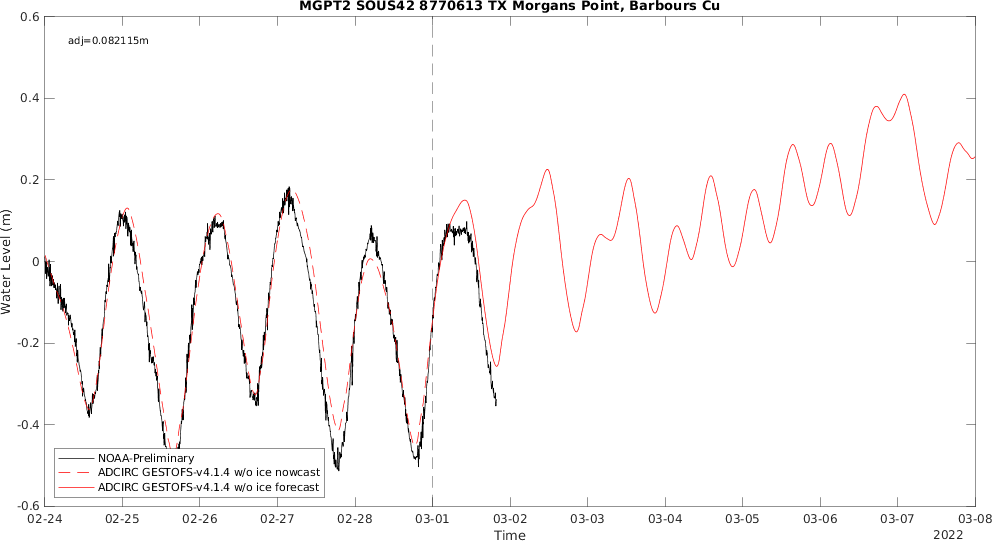 MGPT2 SOUS42 8770613 TX Morgans Point, Barbours Cu
adj=0.082115m
0.6
0.4
0.2
0
-0.2
-0.4
-0.6
Water Level (m)
NOAA-Preliminary
ADCIRC GESTOFS-v4.1.4 w/o ice nowcast
ADCIRC GESTOFS-v4.1.4 w/o ice forecast
02-24 02-25 02-26 02-27 02-28 03-01 03-02 03-03 03-04 03-05 03-06 03-07 03-08
Time
2022